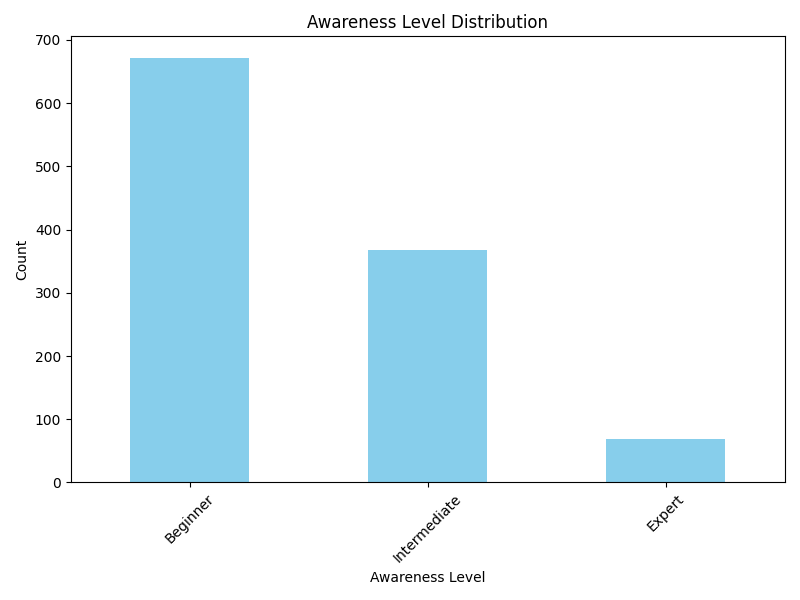 Awareness Level Distribution
700
600
500
400
300
200
100
0
Count
Beginner
Intermediate
Expert
Awareness Level